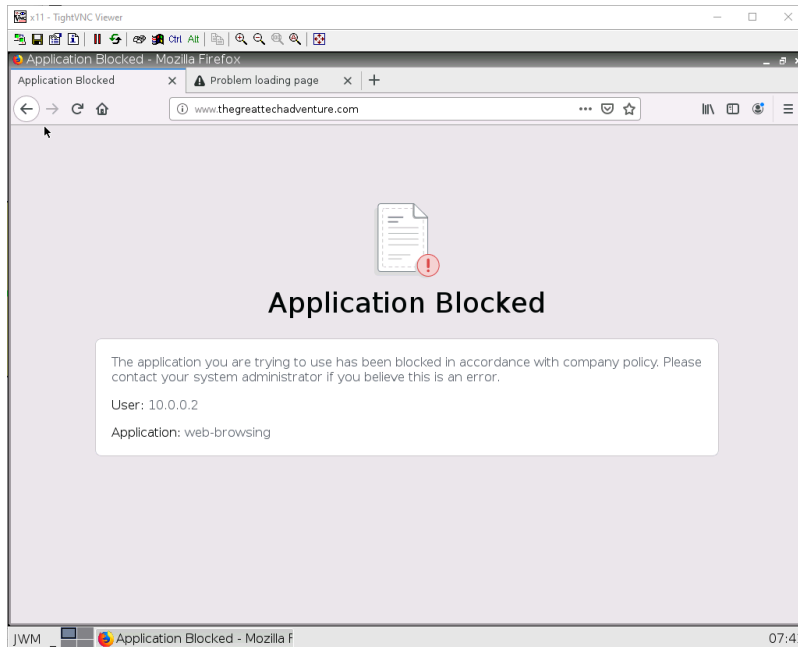 x11 - TightVNC Viewer
Ctrl Alt
Application Blocked - Mozilla Firefox
Application Blocked
Problem loading page
www.thegreattechadventure.com
Application Blocked
The application you are trying to use has been blocked in accordance with company policy. Please
contact your system administrator if you believe this is an error.
User: 10.0.0.2
Application: web-browsing
JWM
Application Blocked - Mozilla F